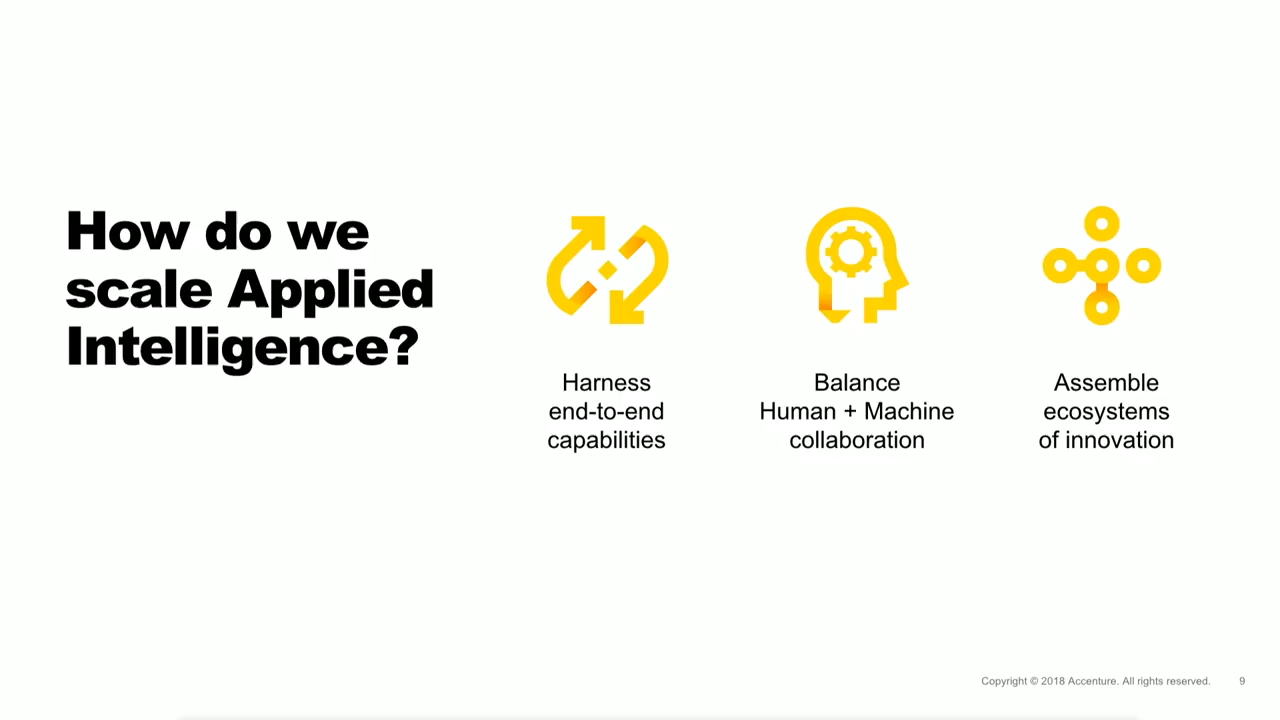 How do we
scale Applied
Intelligence?
Harness
end-to-end
capabilities
Balance
Human + Machine
collaboration
Assemble
ecosystems
of innovation
Copyright © 2018 Accenture. All rights reserved.
9